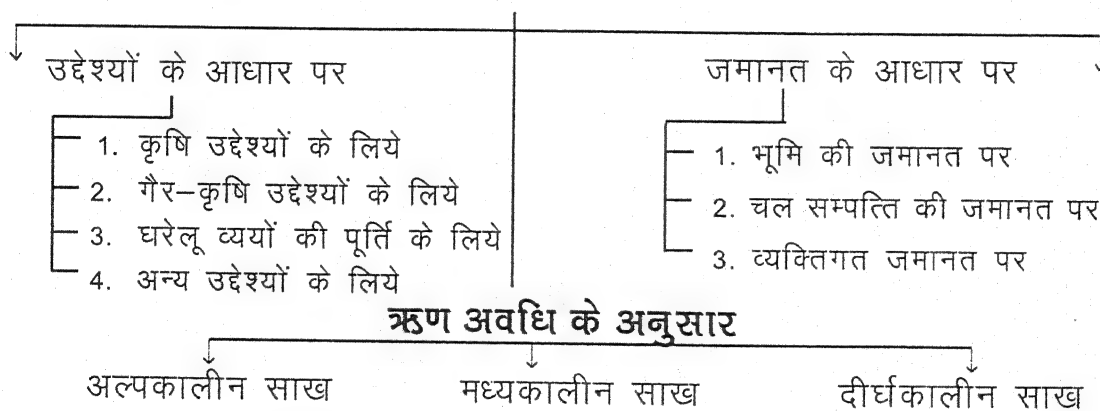 उद्देश्यों के आधार पर
1. कृषि उद्देश्यों के लिये
2. गैर–कृषि उद्देश्यों के लिये
3. घरेलू व्ययों की पूर्ति के लिये
4. अन्य उद्देश्यों के लिये
जमानत के आधार पर
1. भूमि की जमानत पर
2. चल सम्पत्ति की जमानत पर
3. व्यक्तिगत जमानत पर
ऋण अवधि के अनुसार
अल्पकालीन साख मध्यकालीन साख दीर्घकालीन साख